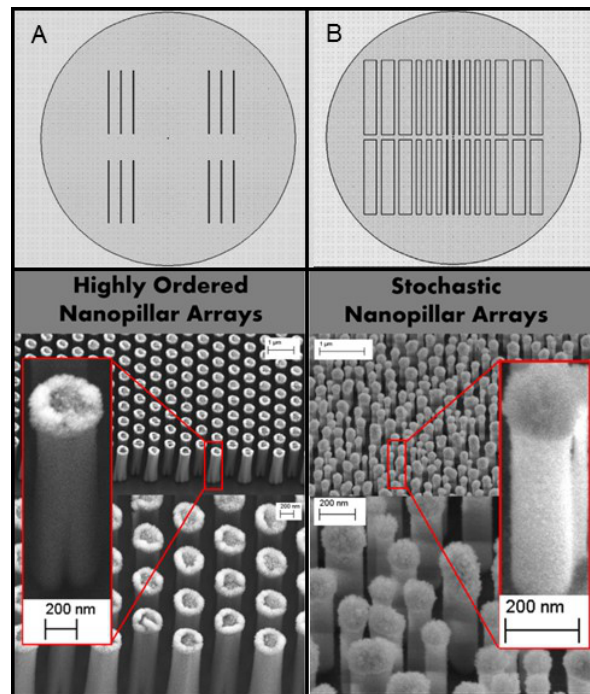 A
B
Highly Ordered
Nanopillar Arrays
Stochastic
Nanopillar Arrays
1 µm
1 µm
200 nm
200 nm
200 nm
200 nm